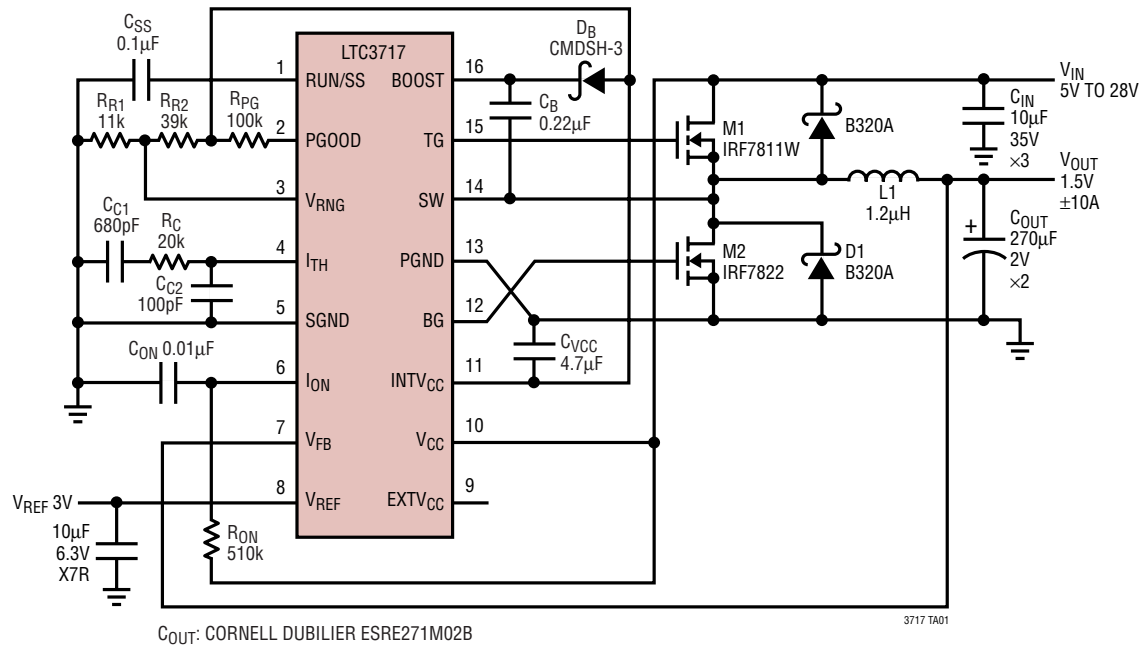 CSS
0.1µF
DB
CMDSH-3
LTC3717
1
RUN/SS
BOOST
16
RR1
11k
RR2
39k
RPG
100k
CB
0.22µF
2
PGOOD
TG
15
M1
IRF7811W
B320A
VIN
5V TO 28V
CIN
10µF
35V
×3
3
VRNG
SW
14
L1
1.2µH
VOUT
1.5V
±10A
CC1
680pF
RC
20k
4
ITH
PGND
13
M2
IRF7822
D1
B320A
+
COUT
270µF
2V
×2
CC2
100pF
5
SGND
BG
12
CVCC
4.7µF
CON 0.01µF
6
ION
INTVCC
11
7
VFB
VCC
10
VREF 3V
8
VREF
EXTVCC
9
10µF
6.3V
X7R
RON
510k
3717 TA01
COUT: CORNELL DUBILIER ESRE271M02B